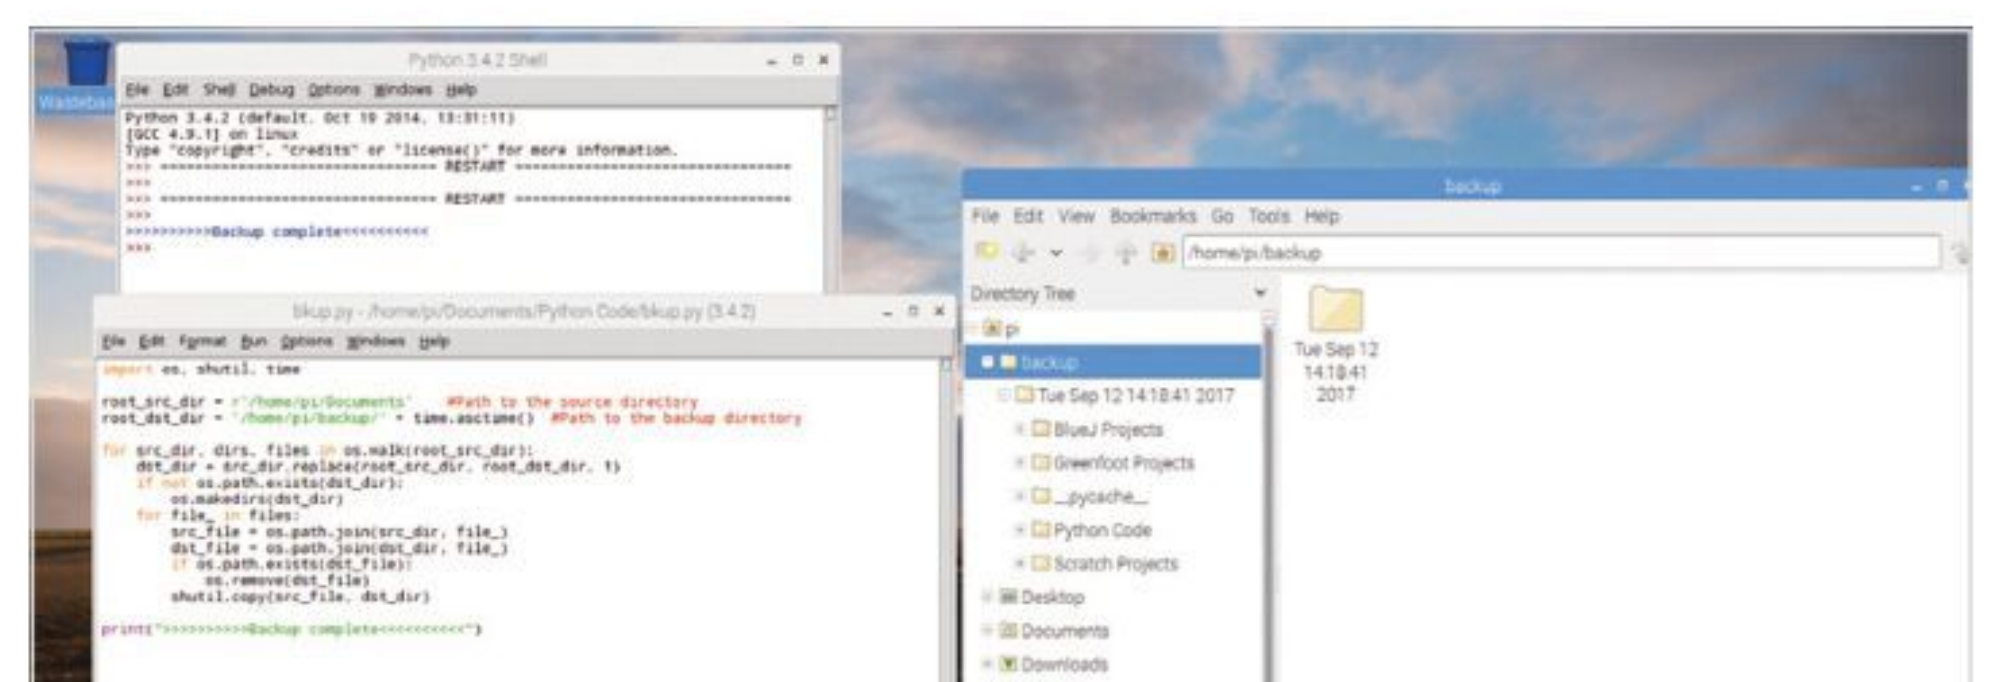 Wastebas
Python 3.4.2 Shell
File Edit Shell Debug Options Windows Help
Python 3.4.2 (default, Oct 19 2014, 13:31:11)
[GCC 4.9.1] on linux
Type "copyright", "credits" or "license()" for more information.
>>> ================================ RESTART ================================
>>>
>>> ================================ RESTART ================================
>>>
>>>>>>>>>>Backup complete<<<<<<<<<<
>>>
bkup.py - /home/pi/Documents/Python Code/bkup.py (3.4.2)
File Edit Format Run Options Windows Help
import os, shutil, time
root_src_dir = r'/home/pi/Documents' #Path to the source directory
root_dst_dir = '/home/pi/backup/' + time.asctime() #Path to the backup directory
for src_dir, dirs, files in os.walk(root_src_dir):
dst_dir = src_dir.replace(root_src_dir, root_dst_dir, 1)
if not os.path.exists(dst_dir):
os.makedirs(dst_dir)
for file_ in files:
src_file = os.path.join(src_dir, file_)
dst_file = os.path.join(dst_dir, file_)
if os.path.exists(dst_file):
os.remove(dst_file)
shutil.copy(src_file, dst_dir)
print(">>>>>>>>>>Backup complete<<<<<<<<<<")
backup
File Edit View Bookmarks Go Tools Help
/home/pi/backup
Directory Tree
pi
backup
Tue Sep 12 14:18:41 2017
BlueJ Projects
Greenfoot Projects
__pycache__
Python Code
Scratch Projects
Desktop
Documents
Downloads
Tue Sep 12
14:18:41
2017